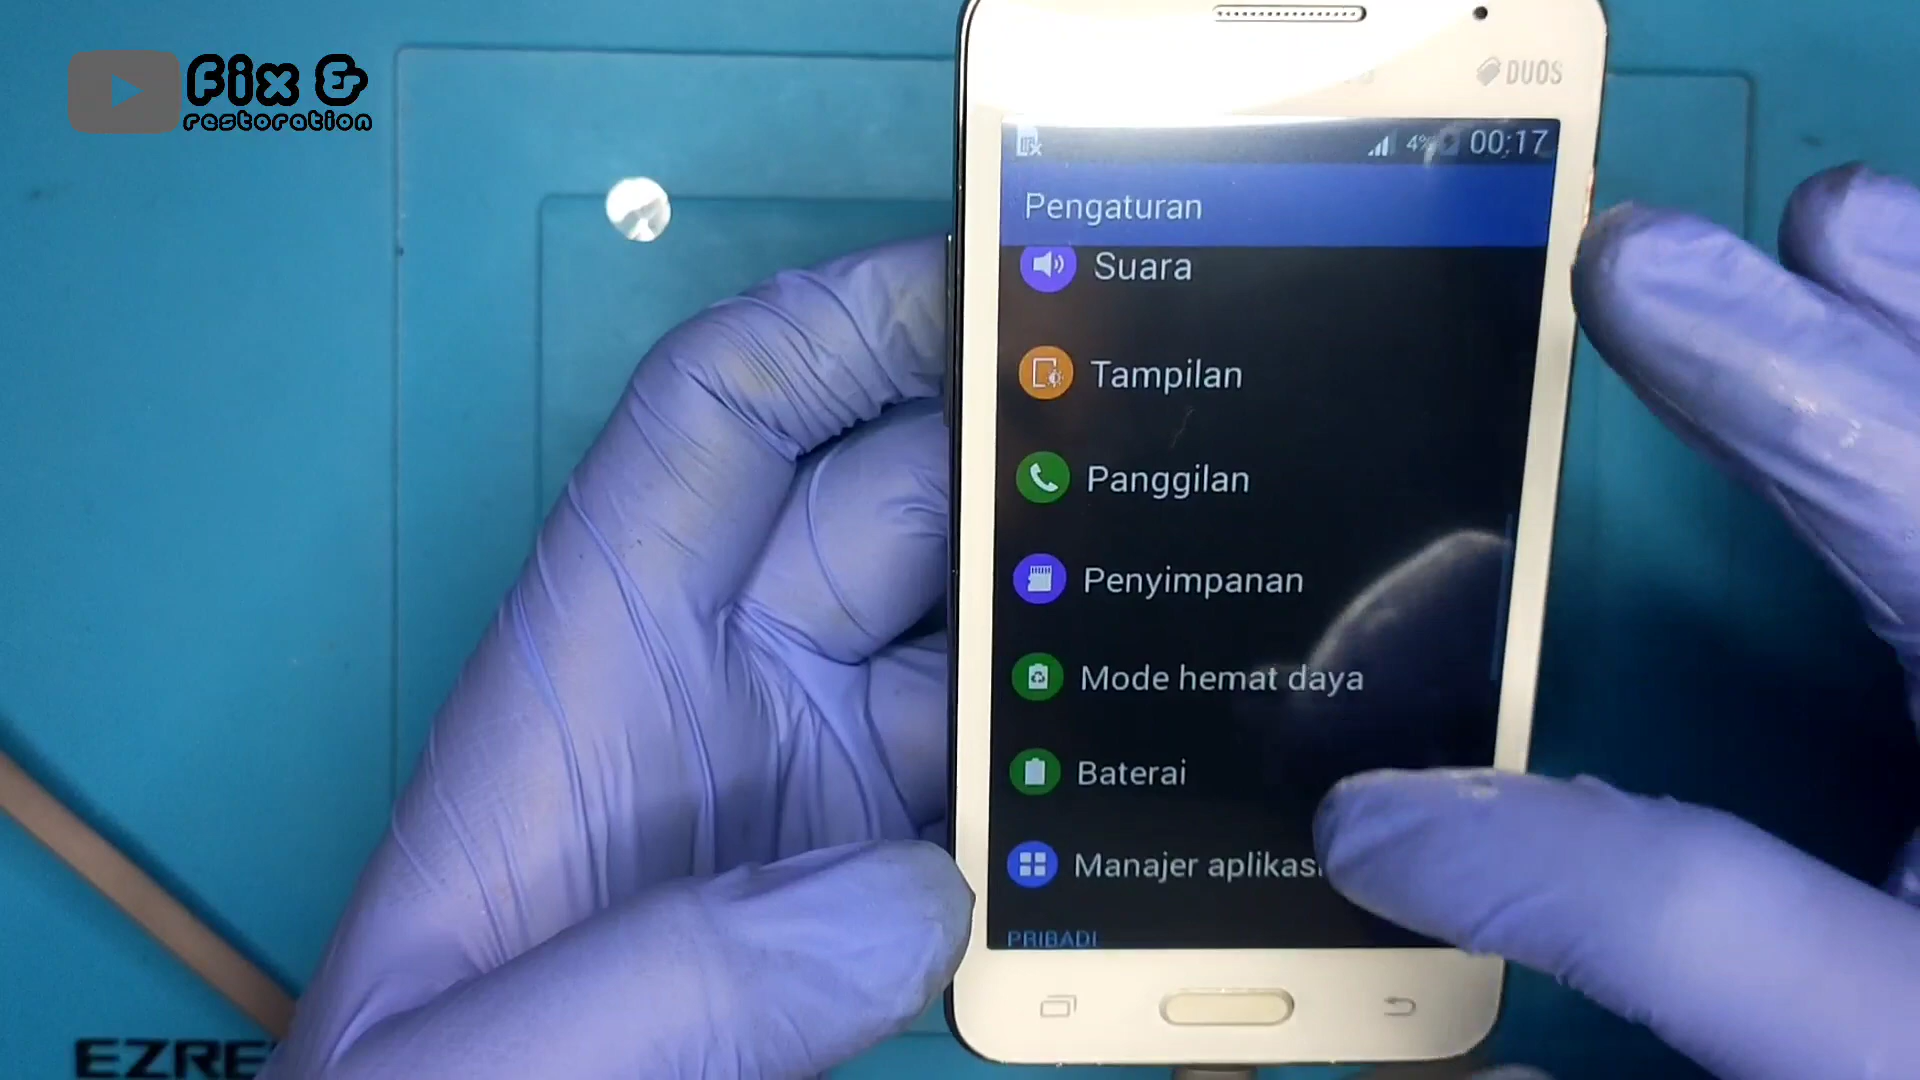 Fix &
restoration
DUOS
4% 00:17
Pengaturan
Suara
Tampilan
Panggilan
Penyimpanan
Mode hemat daya
Baterai
Manajer aplikasi
PRIBADI
EZRE